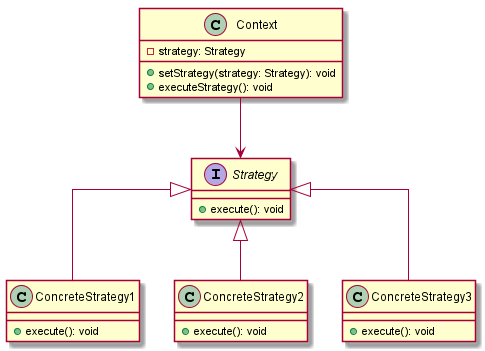 C Context
strategy: Strategy
setStrategy(strategy: Strategy): void
executeStrategy(): void
I Strategy
execute(): void
C ConcreteStrategy1
execute(): void
C ConcreteStrategy2
execute(): void
C ConcreteStrategy3
execute(): void